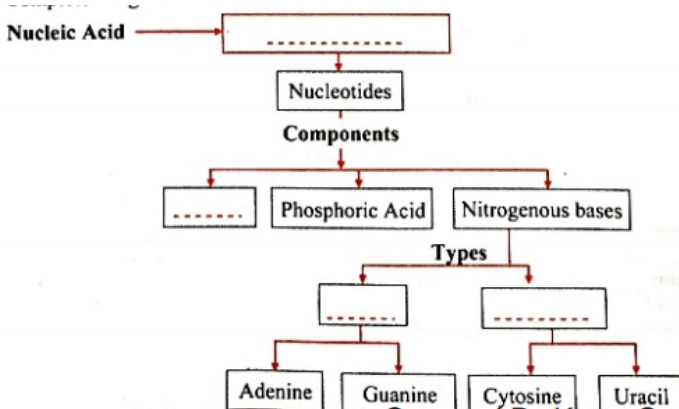 Nucleic Acid
Nucleotides
Components
Phosphoric Acid
Nitrogenous bases
Types
Adenine
Guanine
Cytosine
Uracil